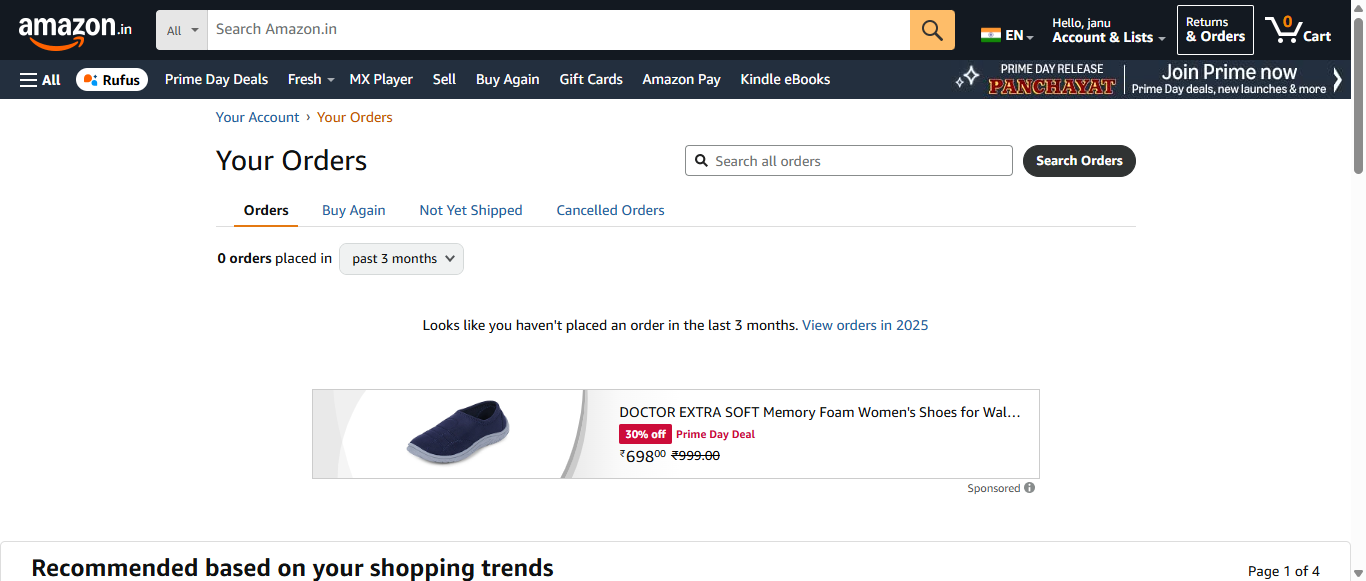 amazon.in
All
Search Amazon.in
EN
Hello, janu
Account & Lists
Returns
& Orders
0
Cart
All
Rufus
Prime Day Deals
Fresh
MX Player
Sell
Buy Again
Gift Cards
Amazon Pay
Kindle eBooks
PRIME DAY RELEASE
PANCHAYAT
Join Prime now
Prime Day deals, new launches & more
Your Account › Your Orders
Your Orders
Search all orders
Search Orders
Orders
Buy Again
Not Yet Shipped
Cancelled Orders
0 orders placed in
past 3 months
Looks like you haven't placed an order in the last 3 months. View orders in 2025
DOCTOR EXTRA SOFT Memory Foam Women's Shoes for Wal…
30% off Prime Day Deal
₹69800 ₹999.00
Sponsored
Recommended based on your shopping trends
Page 1 of 4